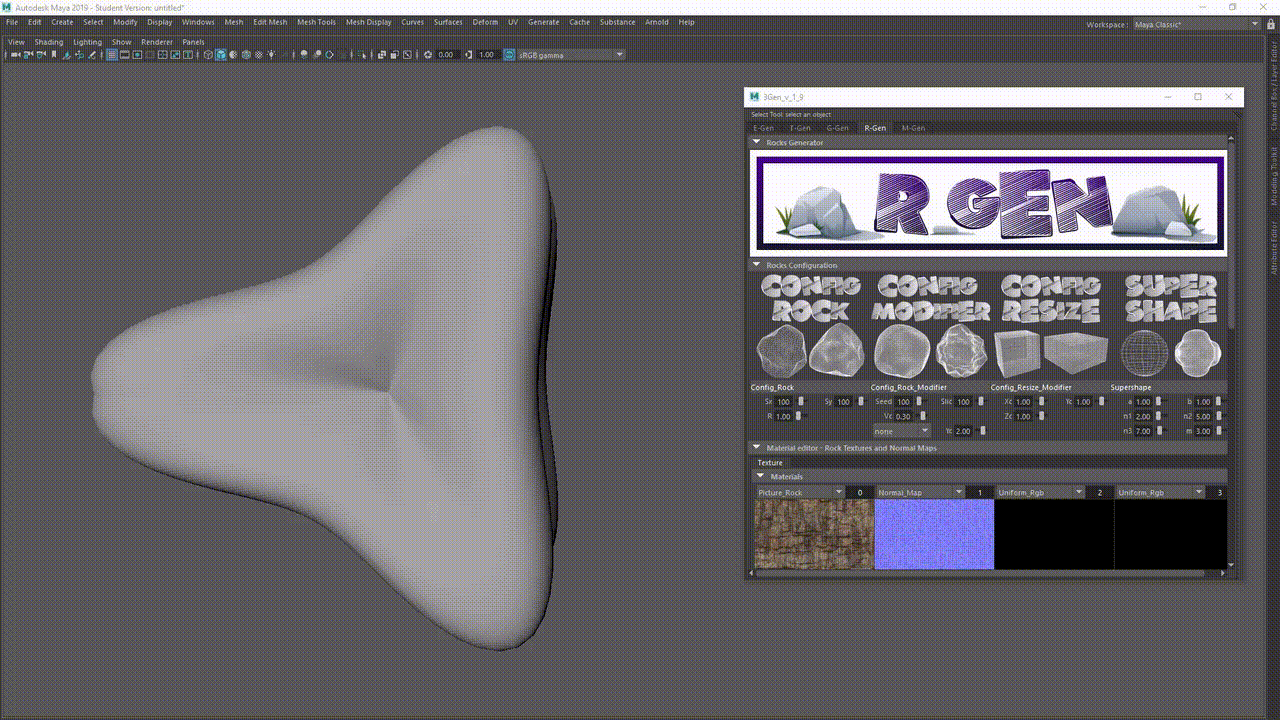 Autodesk Maya 2019 - Student Version: untitled*
File Edit Create Select Modify Display Windows Mesh Edit Mesh Mesh Tools Mesh Display Curves Surfaces Deform UV Generate Cache Substance Arnold Help
Workspace: Maya Classic*
View Shading Lighting Show Renderer Panels
0.00 1.00 sRGB gamma
Channel Box / Layer Editor
Modeling Toolkit
Attribute Editor
3Gen_v_1_9
Select Tool: select an object
E-Gen T-Gen G-Gen R-Gen M-Gen
Rocks Generator
R GEN
Rocks Configuration
CONFIG CONFIG CONFIG SUPER
ROCK MODIFIER RESIZE SHAPE
Config_Rock Config_Rock_Modifier Config_Resize_Modifier Supershape
Sx 100 Sy 100 Seed 100 Skc 100 Xc 1.00 Yc 1.00 a 1.00 b 1.00
R 1.00 Vc 0.30 Zc 1.00 n1 2.00 n2 5.00
none Yc 2.00 n3 7.00 m 3.00
Material editor - Rock Textures and Normal Maps
Texture
Materials
Picture_Rock 0 Normal_Map 1 Uniform_Rgb 2 Uniform_Rgb 3